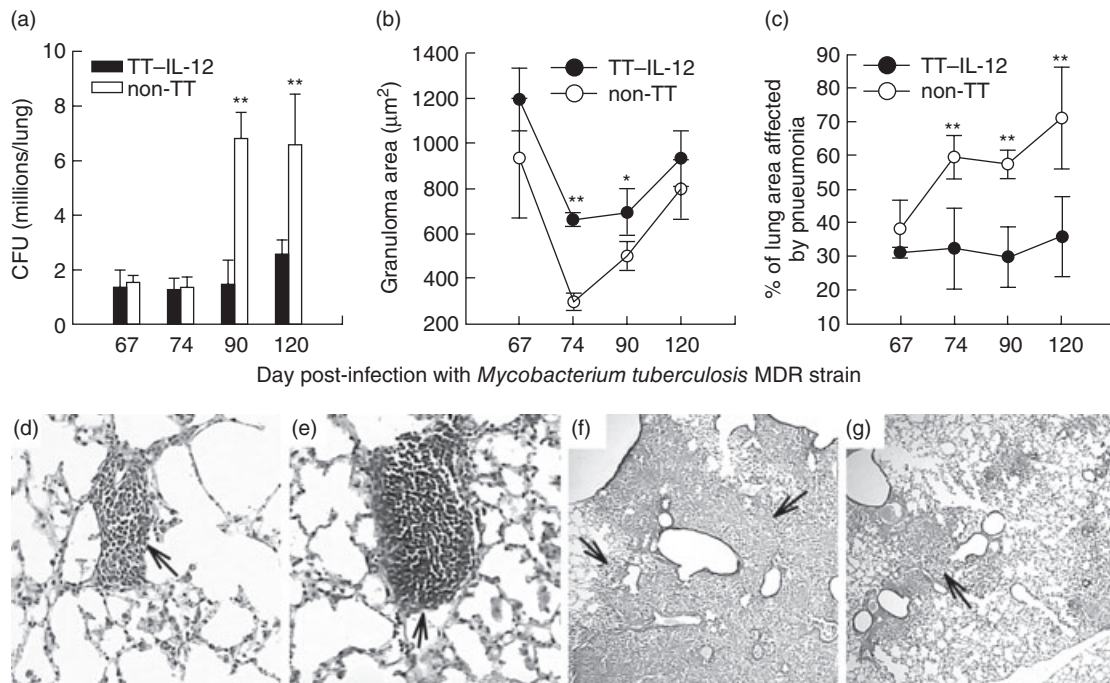 (a)
CFU (millions/lung)
10
8
6
4
2
0
TT–IL-12
non-TT
**
**
67 74 90 120
(b)
Granuloma area (μm²)
1400
1200
1000
800
600
400
200
TT–IL-12
non-TT
**
*
67 74 90 120
(c)
% of lung area affected
by pnueumonia
90
80
70
60
50
40
30
20
10
TT–IL-12
non-TT
**
**
**
67 74 90 120
Day post-infection with Mycobacterium tuberculosis MDR strain
(d)
(e)
(f)
(g)